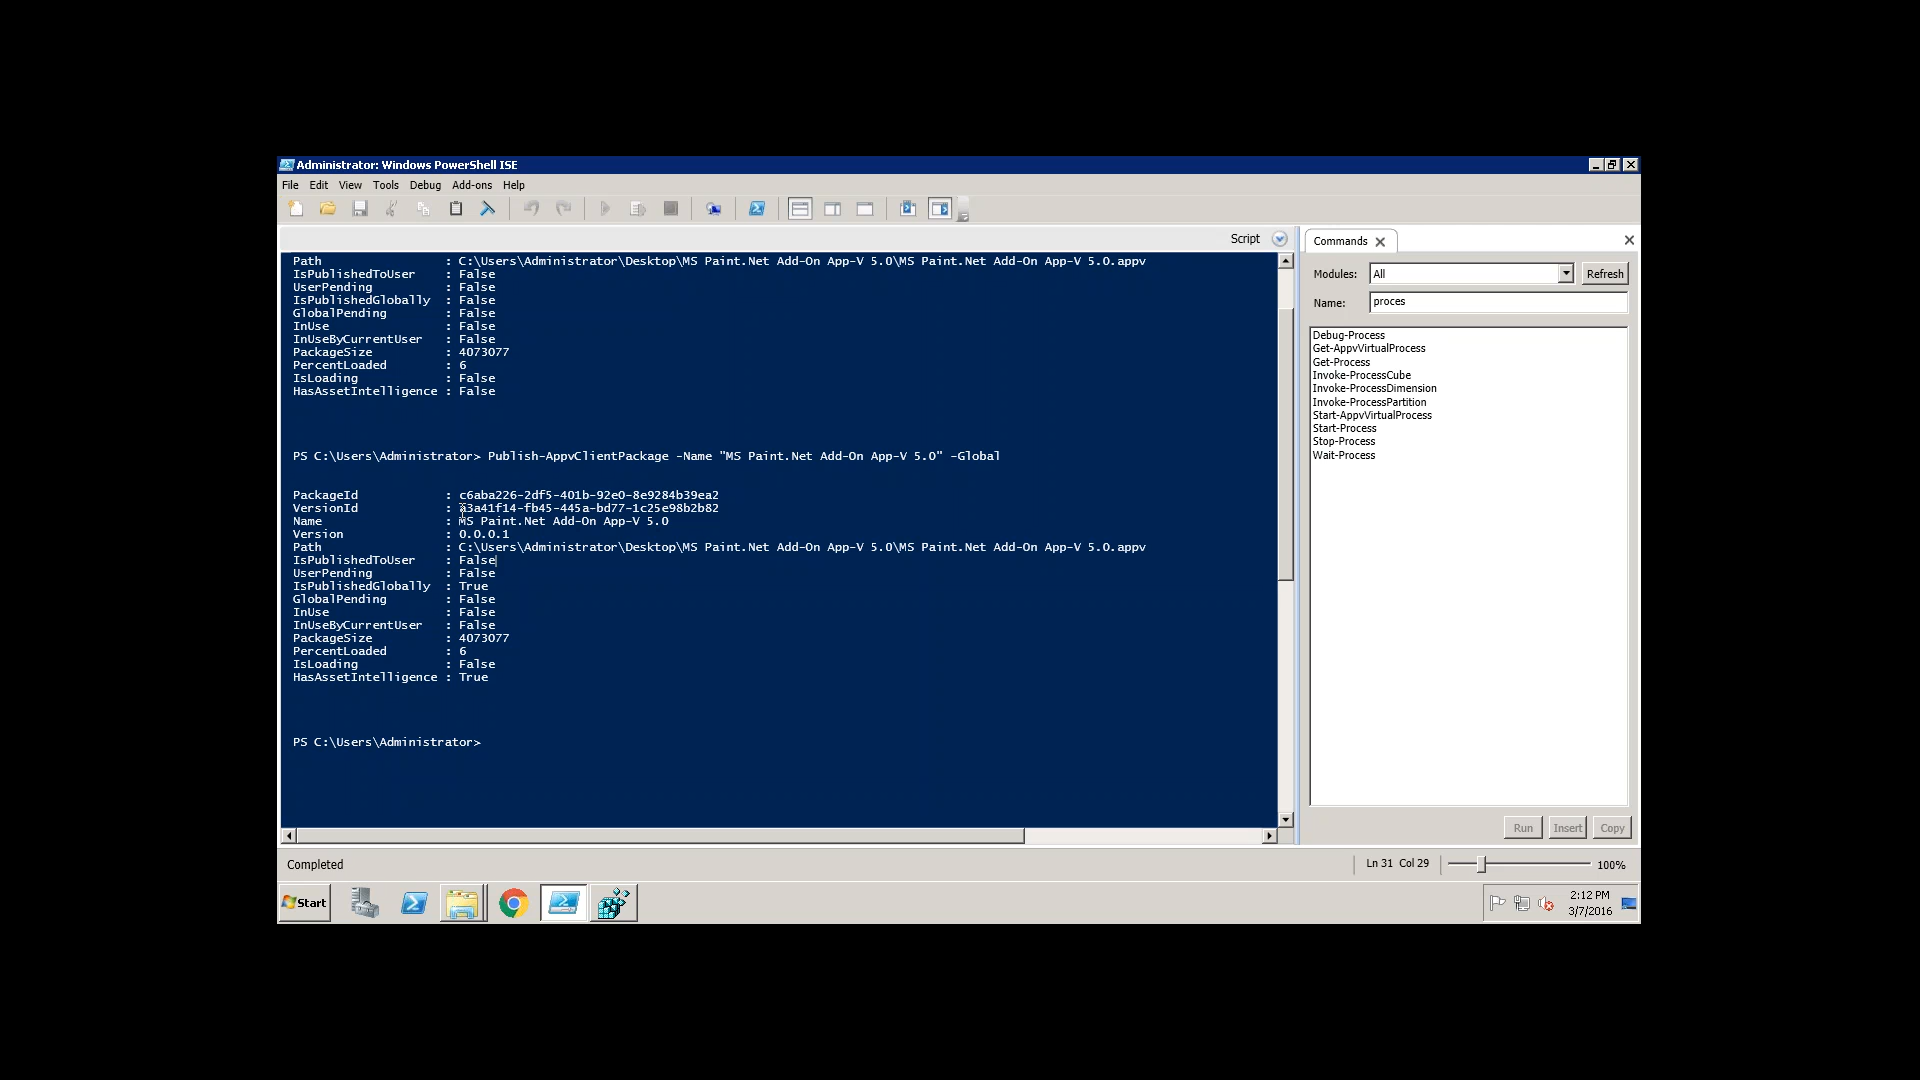 Administrator: Windows PowerShell ISE
File Edit View Tools Debug Add-ons Help
Script
Path : C:\Users\Administrator\Desktop\MS Paint.Net Add-On App-V 5.0\MS Paint.Net Add-On App-V 5.0.appv
IsPublishedToUser : False
UserPending : False
IsPublishedGlobally : False
GlobalPending : False
InUse : False
InUseByCurrentUser : False
PackageSize : 4073077
PercentLoaded : 6
IsLoading : False
HasAssetIntelligence : False
PS C:\Users\Administrator> Publish-AppvClientPackage -Name "MS Paint.Net Add-On App-V 5.0" -Global
PackageId : c6aba226-2df5-401b-92e0-8e9284b39ea2
VersionId : a3a41f14-fb45-445a-bd77-1c25e98b2b82
Name : MS Paint.Net Add-On App-V 5.0
Version : 0.0.0.1
Path : C:\Users\Administrator\Desktop\MS Paint.Net Add-On App-V 5.0\MS Paint.Net Add-On App-V 5.0.appv
IsPublishedToUser : False
UserPending : False
IsPublishedGlobally : True
GlobalPending : False
InUse : False
InUseByCurrentUser : False
PackageSize : 4073077
PercentLoaded : 6
IsLoading : False
HasAssetIntelligence : True
PS C:\Users\Administrator>
Commands
Modules: All Refresh
Name: proces
Debug-Process
Get-AppvVirtualProcess
Get-Process
Invoke-ProcessCube
Invoke-ProcessDimension
Invoke-ProcessPartition
Start-AppvVirtualProcess
Start-Process
Stop-Process
Wait-Process
Run Insert Copy
Completed
Ln 31 Col 29
100%
Start
2:12 PM
3/7/2016